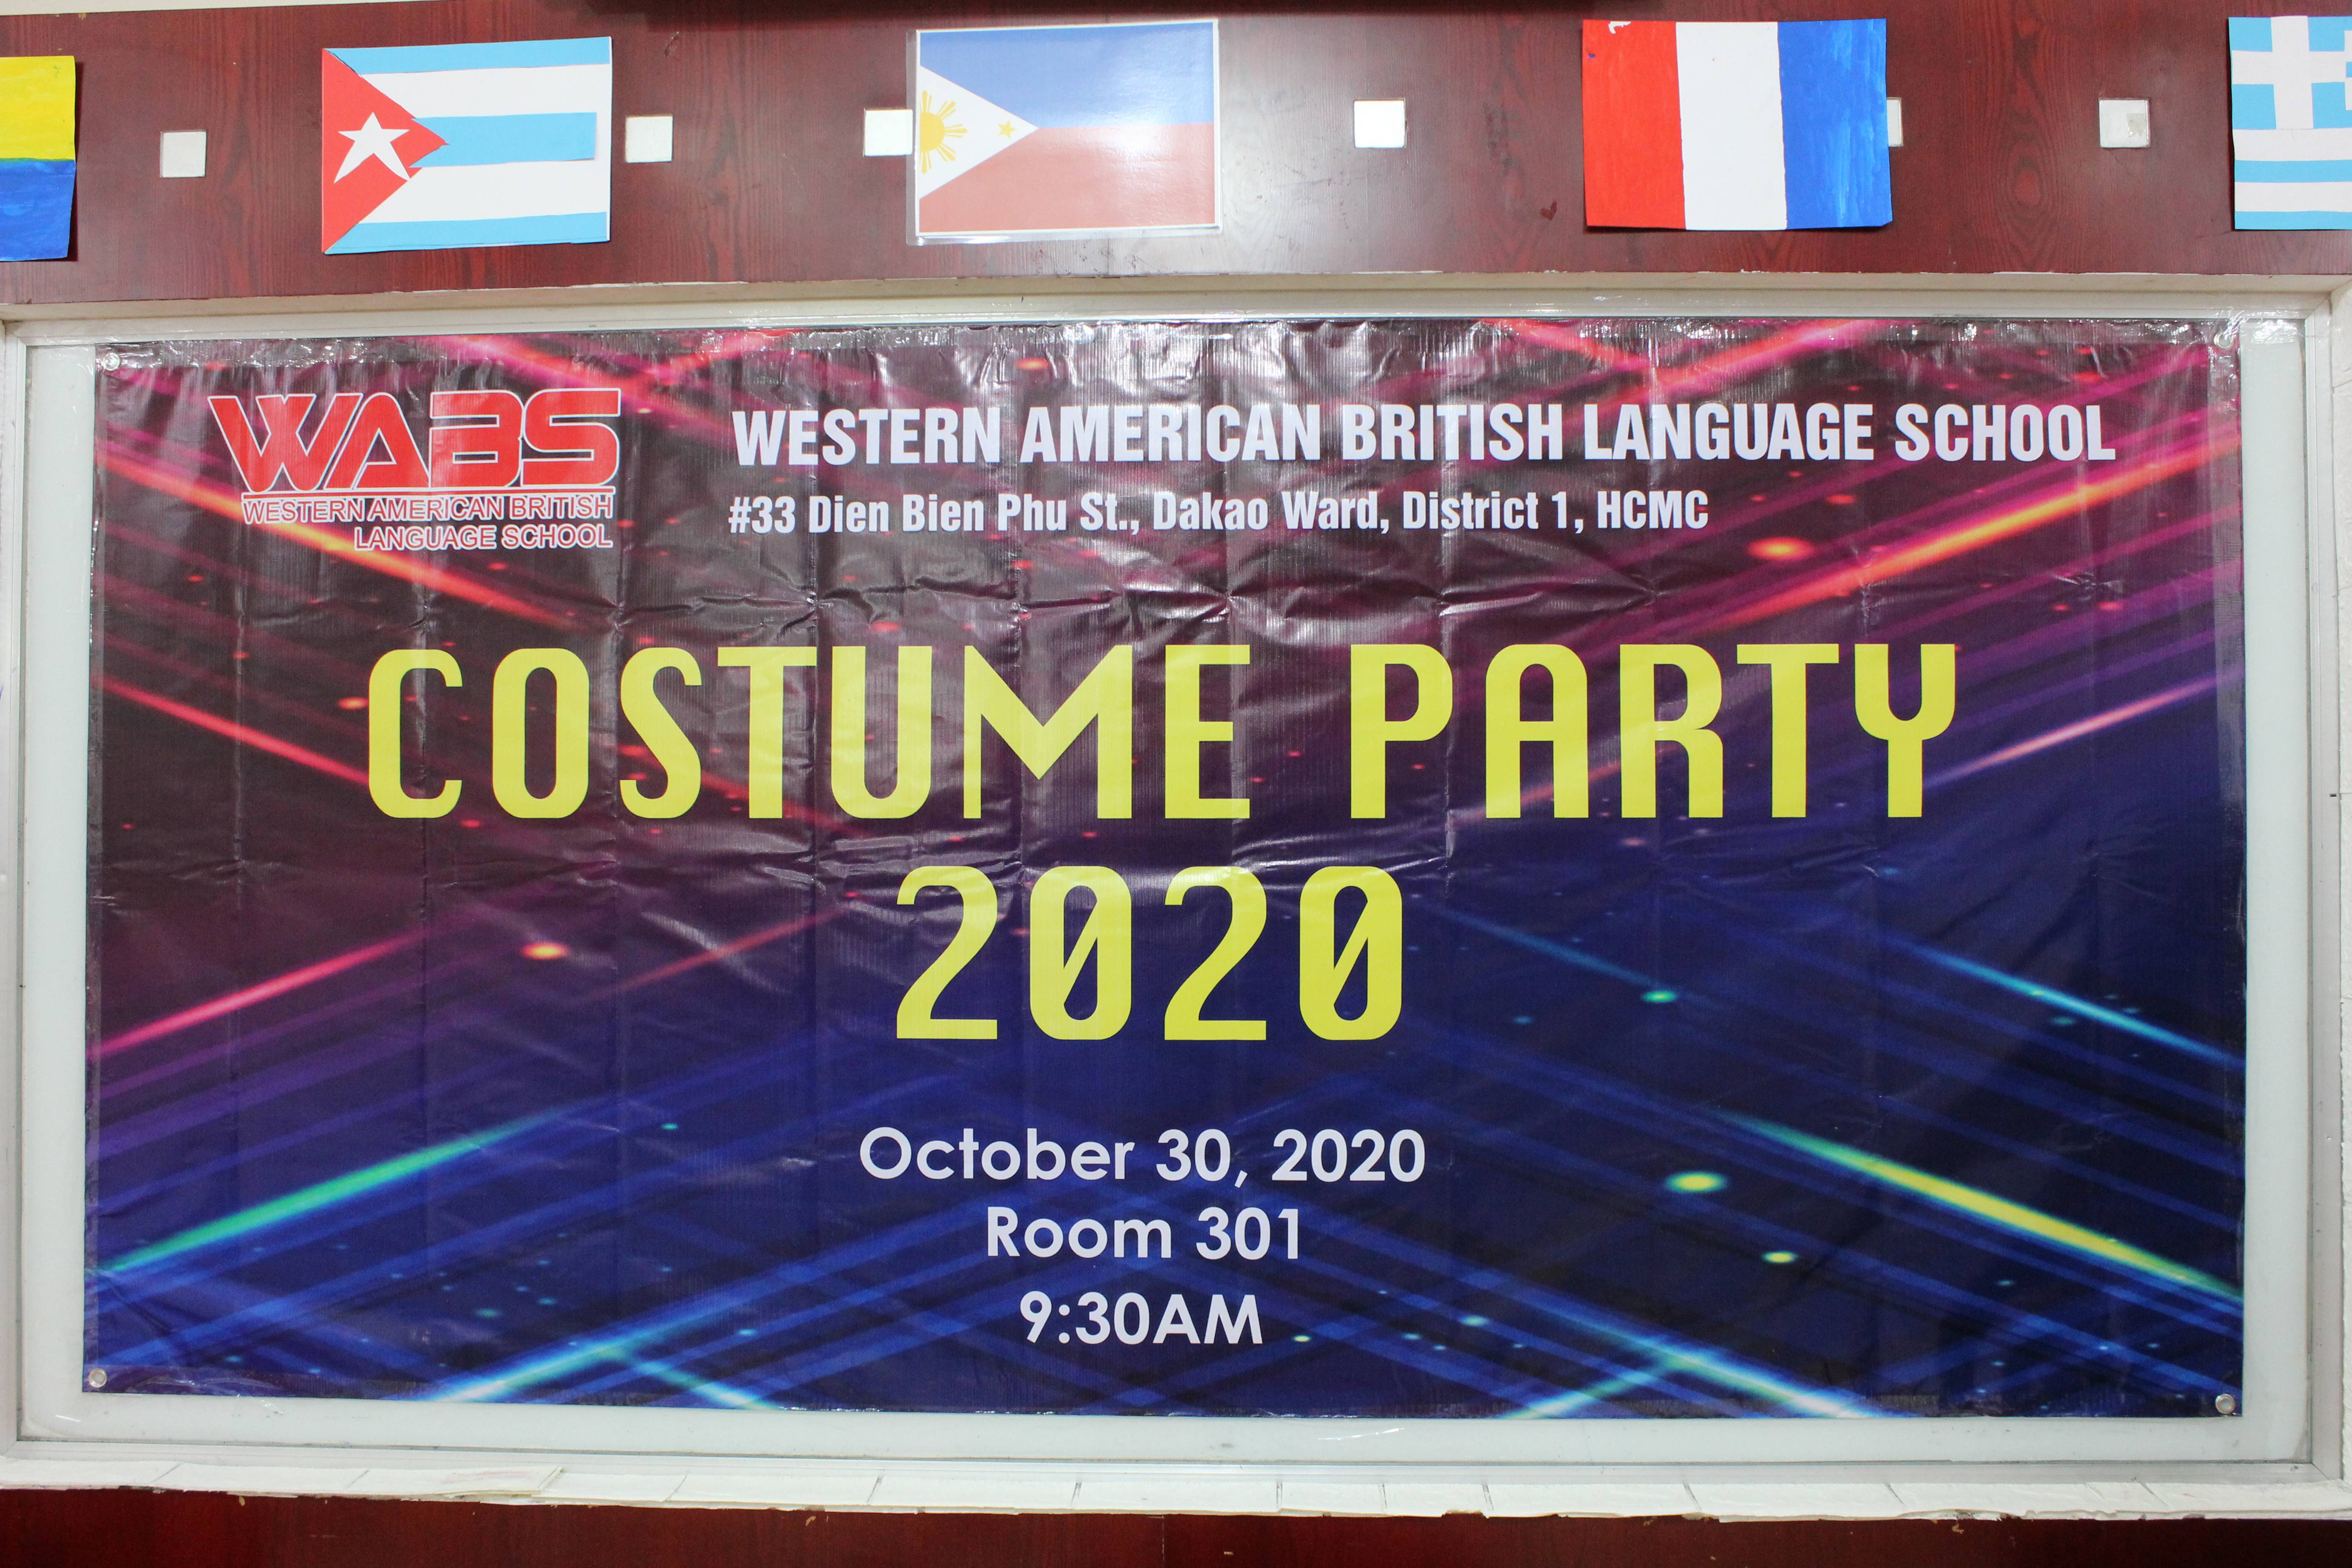 WABS
WESTERN AMERICAN BRITISH
LANGUAGE SCHOOL
WESTERN AMERICAN BRITISH LANGUAGE SCHOOL
#33 Dien Bien Phu St., Dakao Ward, District 1, HCMC
COSTUME PARTY
2020
October 30, 2020
Room 301
9:30AM